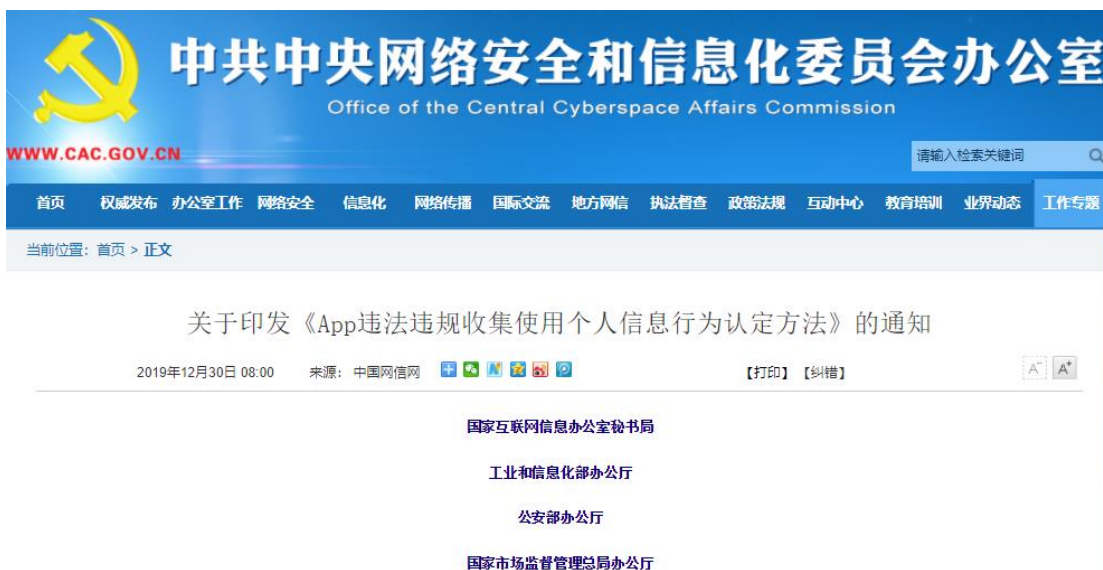 中共中央网络安全和信息化委员会办公室
Office of the Central Cyberspace Affairs Commission
WWW.CAC.GOV.CN
请输入检索关键词
首页 权威发布 办公室工作 网络安全 信息化 网络传播 国际交流 地方网信 执法督查 政策法规 互动中心 教育培训 业界动态 工作专题
当前位置：首页 > 正文
关于印发《App违法违规收集使用个人信息行为认定方法》的通知
2019年12月30日 08:00 来源：中国网信网 【打印】【纠错】 A- A+
国家互联网信息办公室秘书局
工业和信息化部办公厅
公安部办公厅
国家市场监督管理总局办公厅